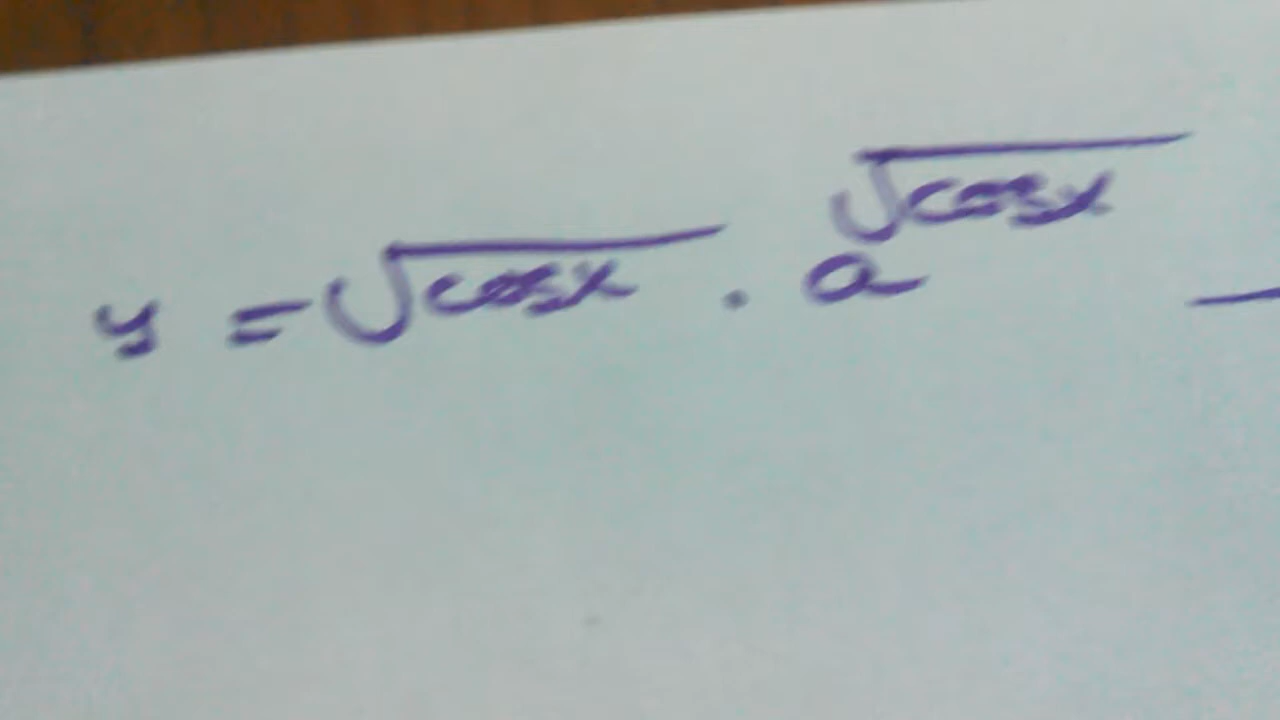 y = √cosx · a^√cosx —